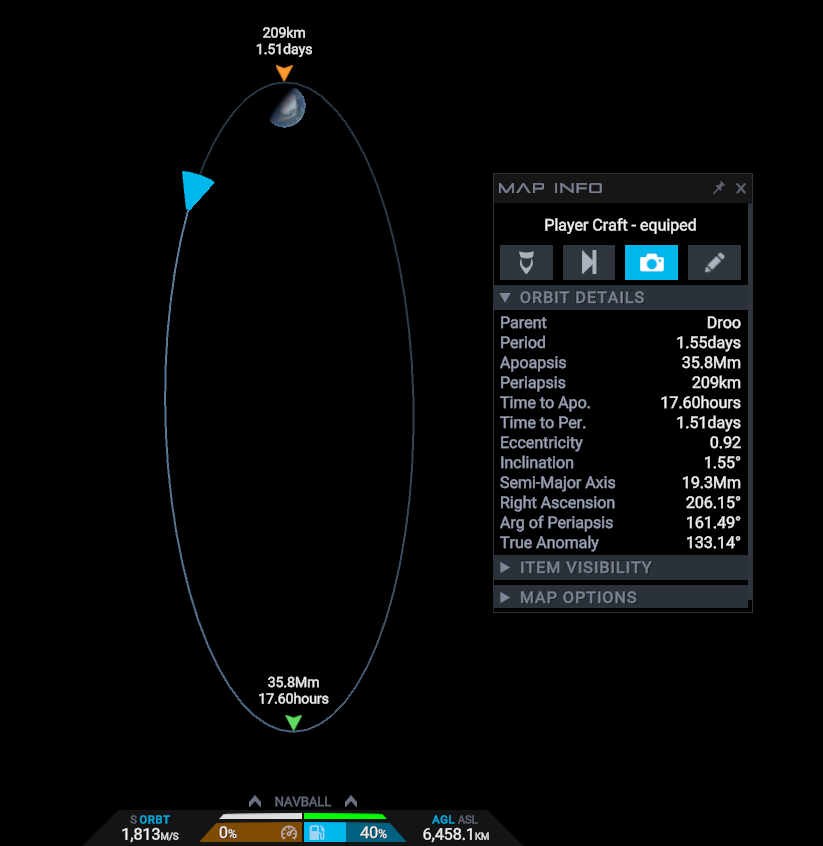 209km
1.51days
MAP INFO
Player Craft - equiped
ORBIT DETAILS
Parent Droo
Period 1.55days
Apoapsis 35.8Mm
Periapsis 209km
Time to Apo. 17.60hours
Time to Per. 1.51days
Eccentricity 0.92
Inclination 1.55°
Semi-Major Axis 19.3Mm
Right Ascension 206.15°
Arg of Periapsis 161.49°
True Anomaly 133.14°
ITEM VISIBILITY
MAP OPTIONS
35.8Mm
17.60hours
NAVBALL
S ORBT
1,813M/S
0%
40%
AGL ASL
6,458.1KM